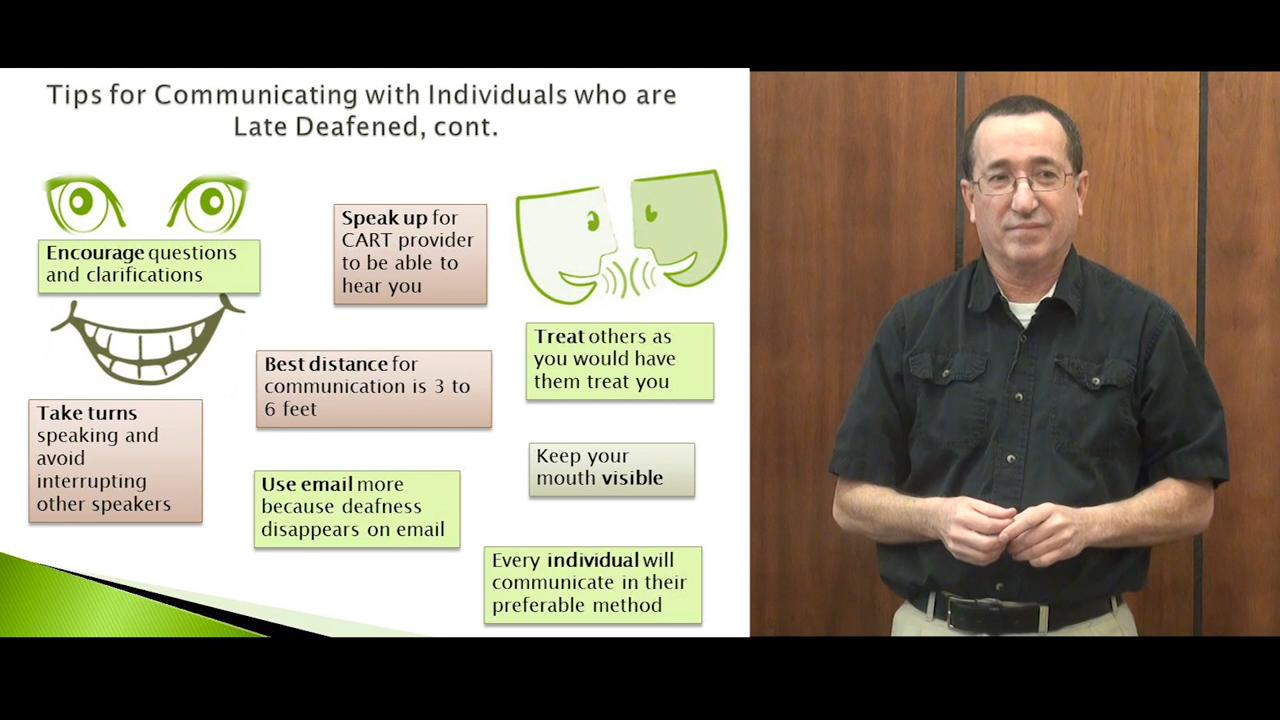 Tips for Communicating with Individuals who are
Late Deafened, cont.
Encourage questions
and clarifications
Speak up for
CART provider
to be able to
hear you
Treat others as
you would have
them treat you
Best distance for
communication is 3 to
6 feet
Take turns
speaking and
avoid
interrupting
other speakers
Keep your
mouth visible
Use email more
because deafness
disappears on email
Every individual will
communicate in their
preferable method